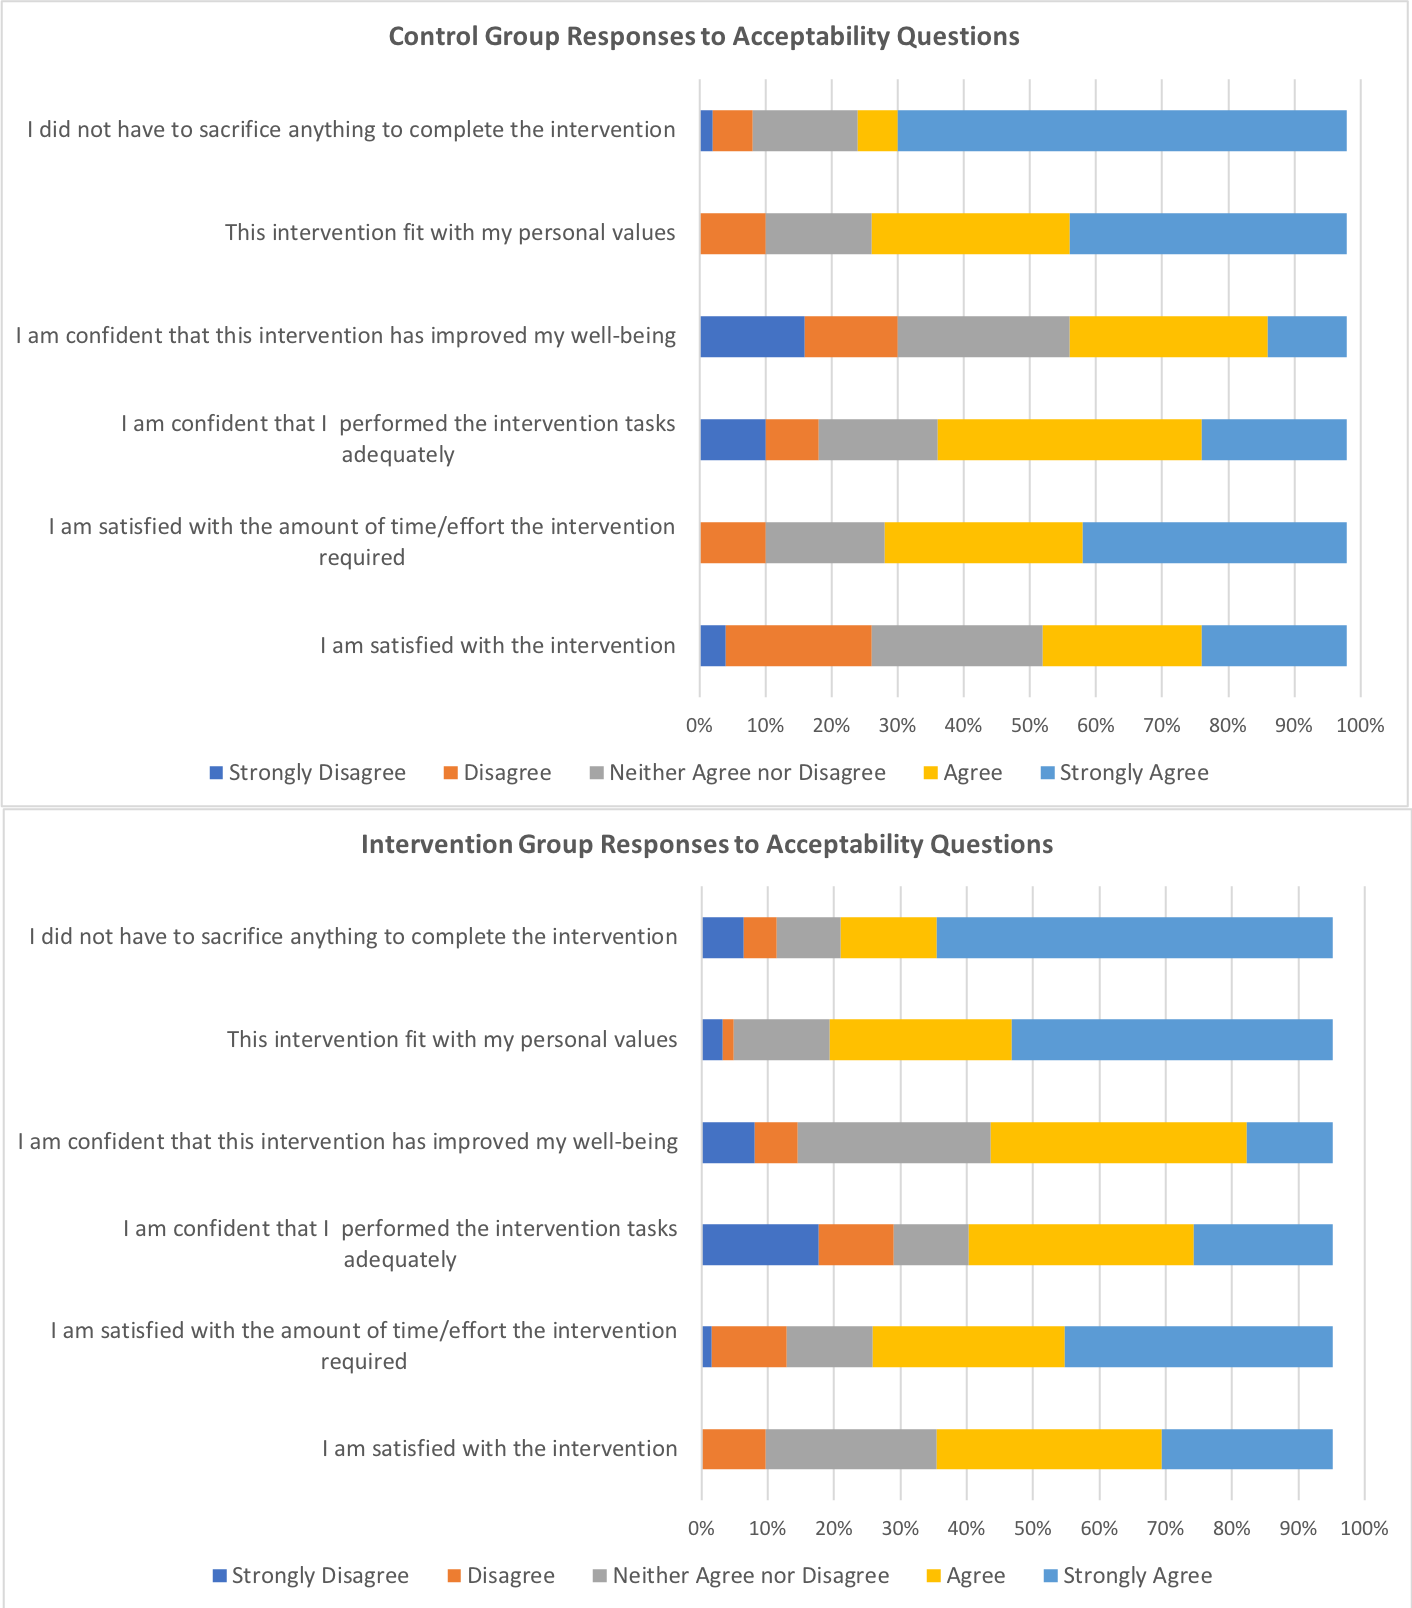 Control Group Responses to Acceptability Questions
I did not have to sacrifice anything to complete the intervention
This intervention fit with my personal values
I am confident that this intervention has improved my well-being
I am confident that I  performed the intervention tasks
adequately
I am satisfied with the amount of time/effort the intervention
required
I am satisfied with the intervention
0% 10% 20% 30% 40% 50% 60% 70% 80% 90% 100%
Strongly Disagree Disagree Neither Agree nor Disagree Agree Strongly Agree
Intervention Group Responses to Acceptability Questions
I did not have to sacrifice anything to complete the intervention
This intervention fit with my personal values
I am confident that this intervention has improved my well-being
I am confident that I  performed the intervention tasks
adequately
I am satisfied with the amount of time/effort the intervention
required
I am satisfied with the intervention
0% 10% 20% 30% 40% 50% 60% 70% 80% 90% 100%
Strongly Disagree Disagree Neither Agree nor Disagree Agree Strongly Agree